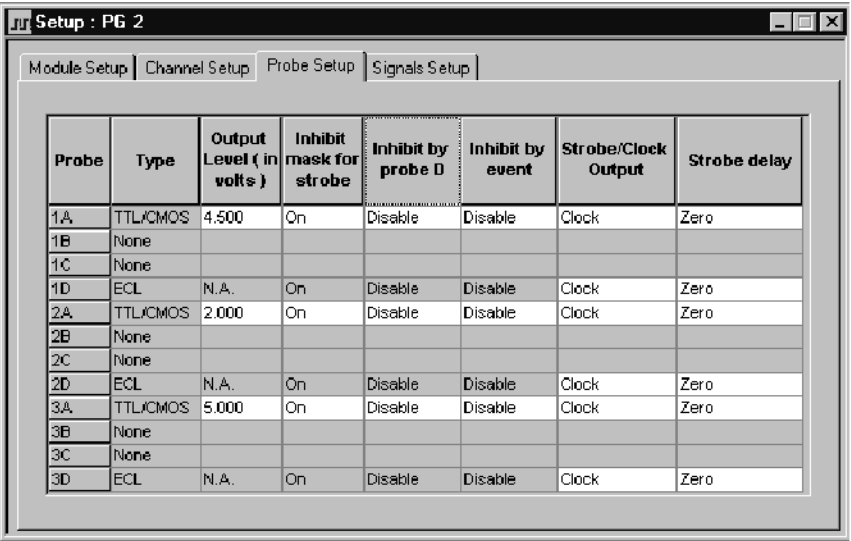 Setup : PG 2
Module Setup Channel Setup Probe Setup Signals Setup
Probe Type Output Level ( in volts ) Inhibit mask for strobe Inhibit by probe D Inhibit by event Strobe/Clock Output Strobe delay
1A TTL/CMOS 4.500 On Disable Disable Clock Zero
1B None
1C None
1D ECL N.A. On Disable Disable Clock Zero
2A TTL/CMOS 2.000 On Disable Disable Clock Zero
2B None
2C None
2D ECL N.A. On Disable Disable Clock Zero
3A TTL/CMOS 5.000 On Disable Disable Clock Zero
3B None
3C None
3D ECL N.A. On Disable Disable Clock Zero